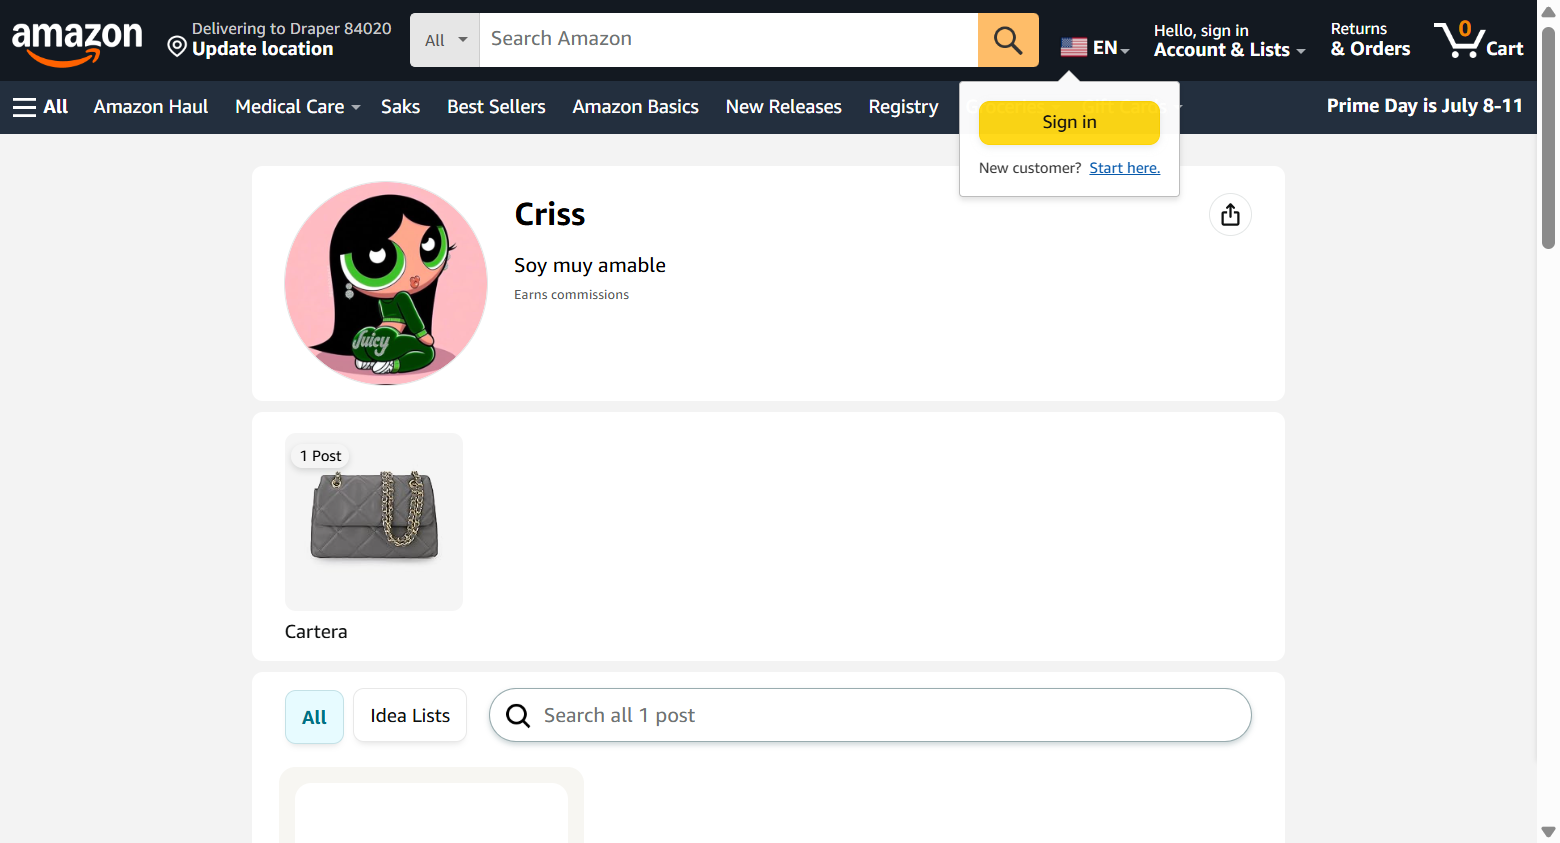 amazon
Delivering to Draper 84020
Update location
All
Search Amazon
EN
Hello, sign in
Account & Lists
Returns
& Orders
0
Cart
All
Amazon Haul
Medical Care
Saks
Best Sellers
Amazon Basics
New Releases
Registry
Prime Day is July 8-11
Sign in
New customer? Start here.
Criss
Soy muy amable
Earns commissions
Juicy
1 Post
Cartera
All
Idea Lists
Search all 1 post